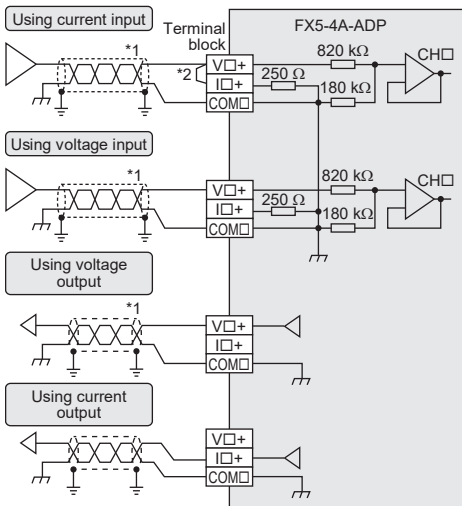 Using current input
Terminal block
FX5-4A-ADP
*1
*2
V□+
I□+
COM□
250 Ω
820 kΩ
180 kΩ
CH□
Using voltage input
*1
V□+
I□+
COM□
250 Ω
820 kΩ
180 kΩ
CH□
Using voltage output
*1
V□+
I□+
COM□
Using current output
V□+
I□+
COM□